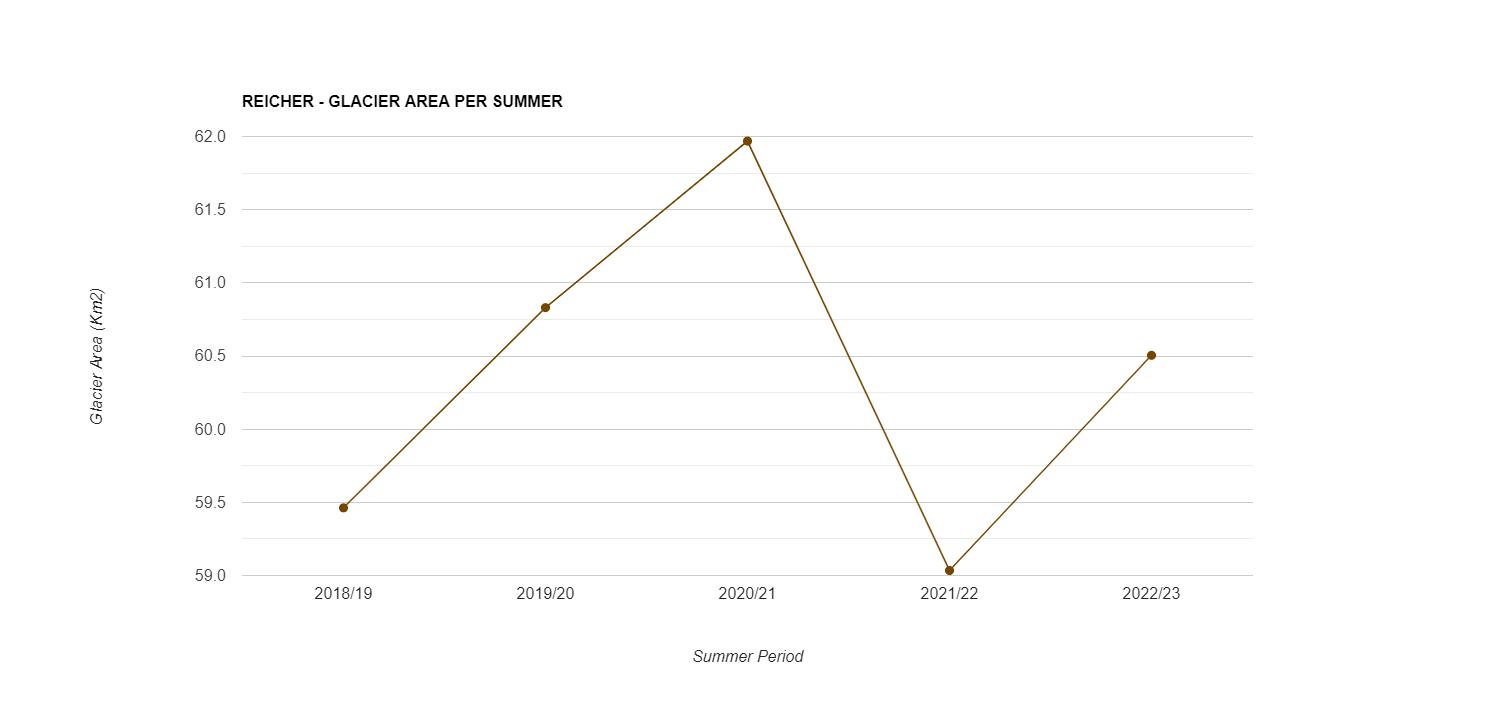 REICHER - GLACIER AREA PER SUMMER
62.0
61.5
61.0
60.5
60.0
59.5
59.0
Glacier Area (Km2)
2018/19 2019/20 2020/21 2021/22 2022/23
Summer Period